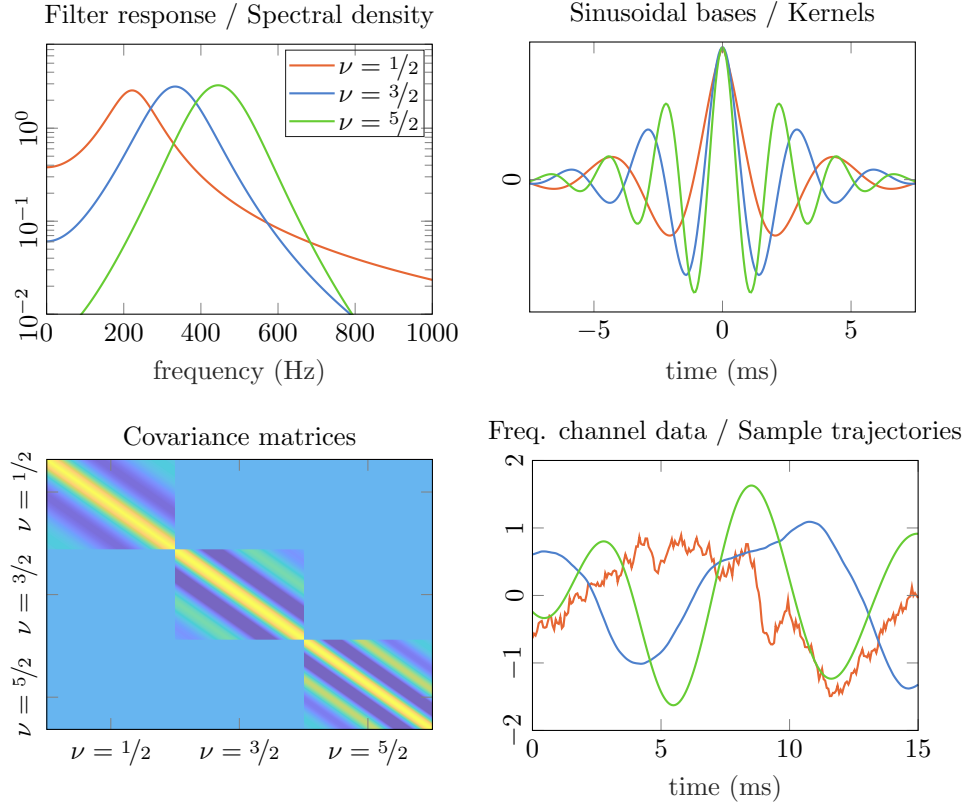 Filter response / Spectral density
10⁰
10⁻¹
10⁻²
ν = 1/2
ν = 3/2
ν = 5/2
0 200 400 600 800 1000
frequency (Hz)
Sinusoidal bases / Kernels
0
−5 0 5
time (ms)
Covariance matrices
ν = 1/2
ν = 3/2
ν = 5/2
ν = 1/2 ν = 3/2 ν = 5/2
Freq. channel data / Sample trajectories
2
1
0
−1
−2
0 5 10 15
time (ms)